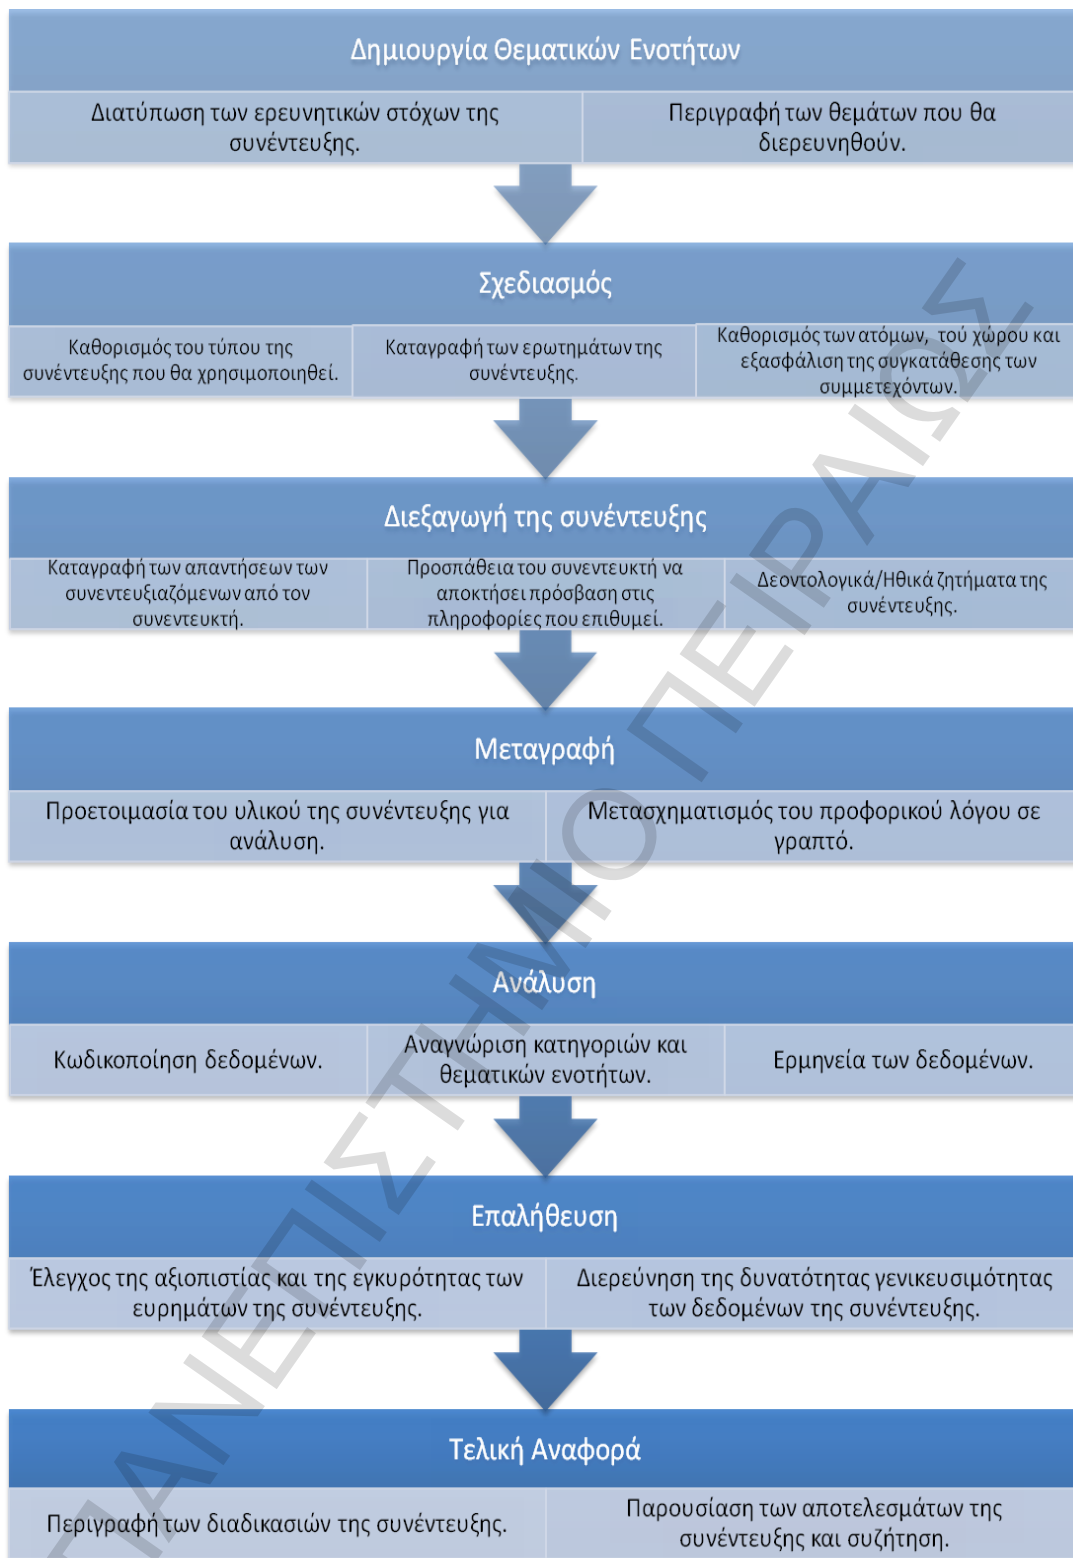 Δημιουργία Θεματικών Ενοτήτων
Διατύπωση των ερευνητικών στόχων της
συνέντευξης.
Περιγραφή των θεμάτων που θα
διερευνηθούν.
Σχεδιασμός
Καθορισμός του τύπου της
συνέντευξης που θα χρησιμοποιηθεί.
Καταγραφή των ερωτημάτων της
συνέντευξης.
Καθορισμός των ατόμων, τού χώρου και
εξασφάλιση της συγκατάθεσης των
συμμετεχόντων.
Διεξαγωγή της συνέντευξης
Καταγραφή των απαντήσεων των
συνεντευξιαζόμενων από τον
συνεντευκτή.
Προσπάθεια του συνεντευκτή να
αποκτήσει πρόσβαση στις
πληροφορίες που επιθυμεί.
Δεοντολογικά/Ηθικά ζητήματα της
συνέντευξης.
Μεταγραφή
Προετοιμασία του υλικού της συνέντευξης για
ανάλυση.
Μετασχηματισμός του προφορικού λόγου σε
γραπτό.
Ανάλυση
Κωδικοποίηση δεδομένων.
Αναγνώριση κατηγοριών και
θεματικών ενοτήτων.
Ερμηνεία των δεδομένων.
Επαλήθευση
Έλεγχος της αξιοπιστίας και της εγκυρότητας των
ευρημάτων της συνέντευξης.
Διερεύνηση της δυνατότητας γενικευσιμότητας
των δεδομένων της συνέντευξης.
Τελική Αναφορά
Περιγραφή των διαδικασιών της συνέντευξης.
Παρουσίαση των αποτελεσμάτων της
συνέντευξης και συζήτηση.
ΠΑΝΕΠΙΣΤΗΜΙΟ ΠΕΙΡΑΙΩΣ